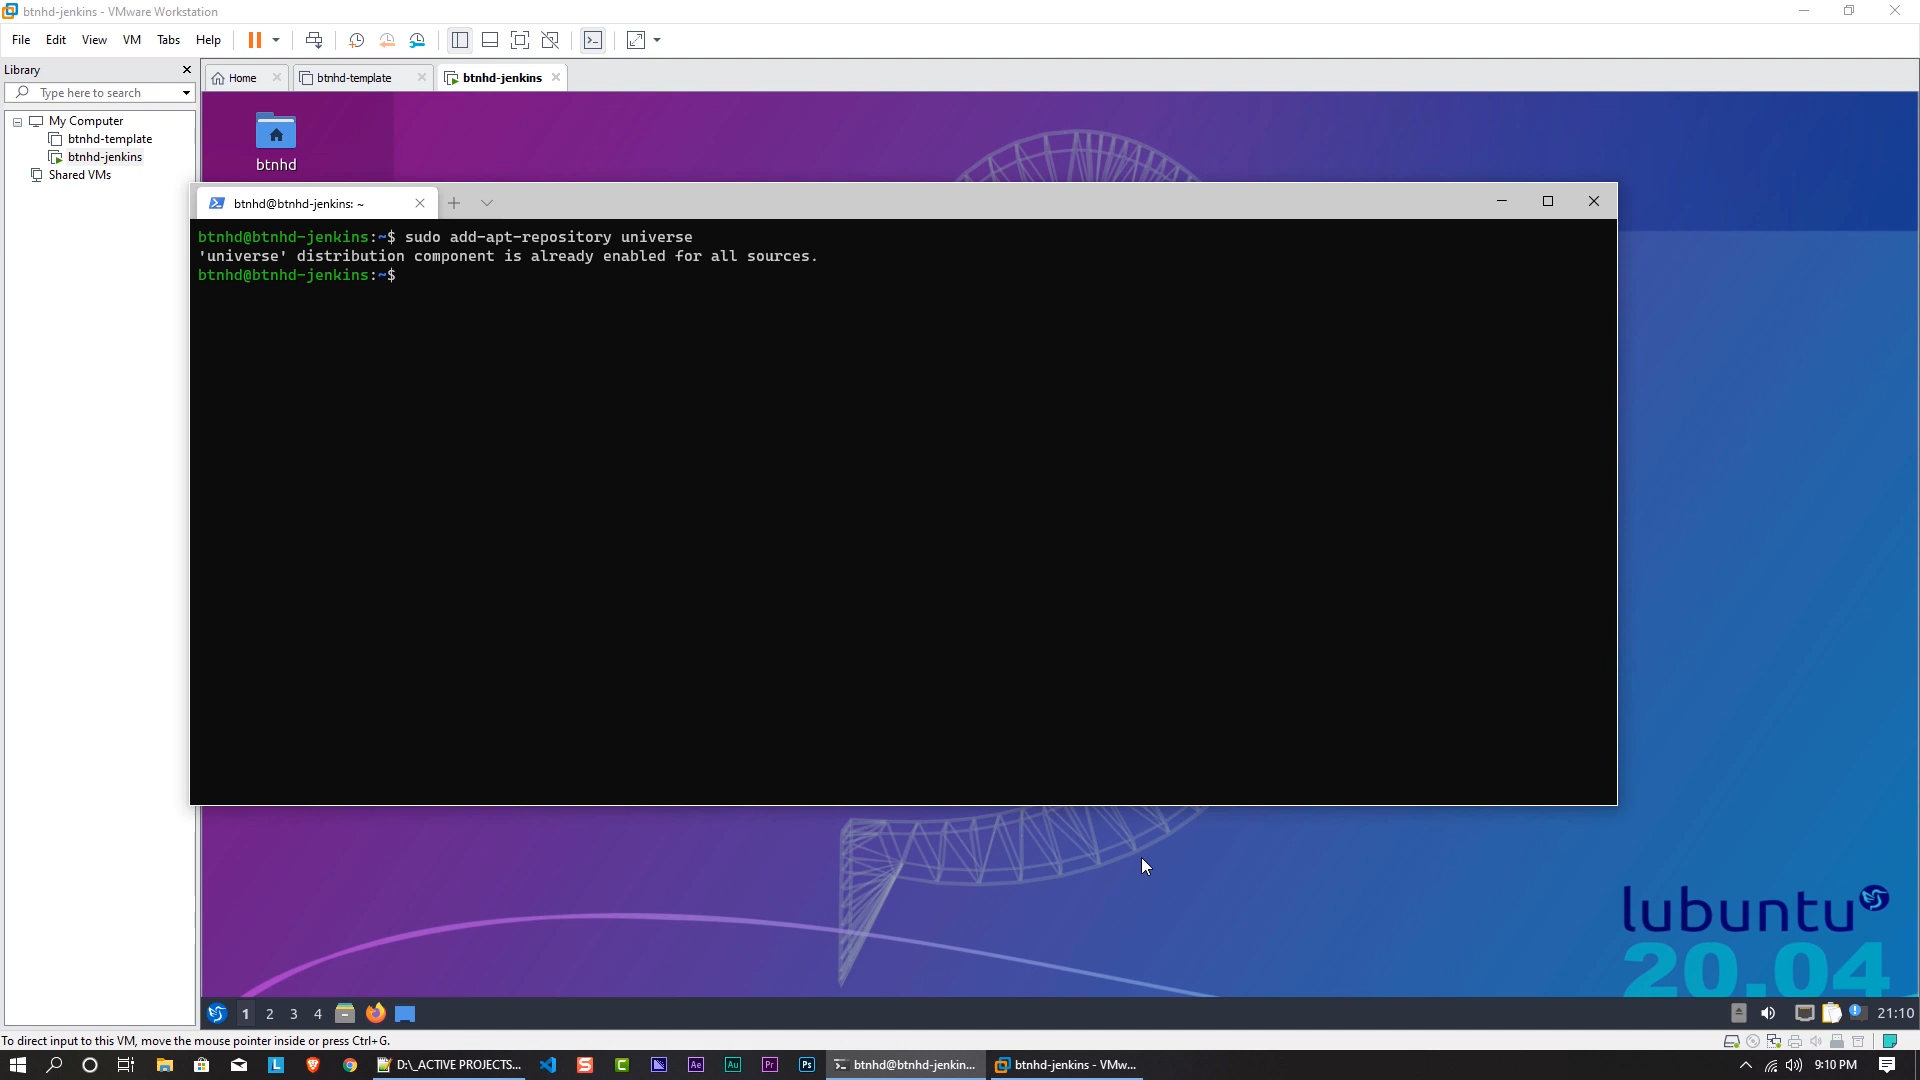 btnhd-jenkins - VMware Workstation
File Edit View VM Tabs Help
Library
Home btnhd-template btnhd-jenkins
Type here to search
My Computer
btnhd-template
btnhd-jenkins
Shared VMs
btnhd
btnhd@btnhd-jenkins: ~
btnhd@btnhd-jenkins:~$ sudo add-apt-repository universe
'universe' distribution component is already enabled for all sources.
btnhd@btnhd-jenkins:~$
lubuntu
20.04
1 2 3 4
21:10
To direct input to this VM, move the mouse pointer inside or press Ctrl+G.
L
S
C
Ae
Au
Pr
Ps
D:\_ACTIVE PROJECTS...
btnhd@btnhd-jenkin...
btnhd-jenkins - VMw...
9:10 PM